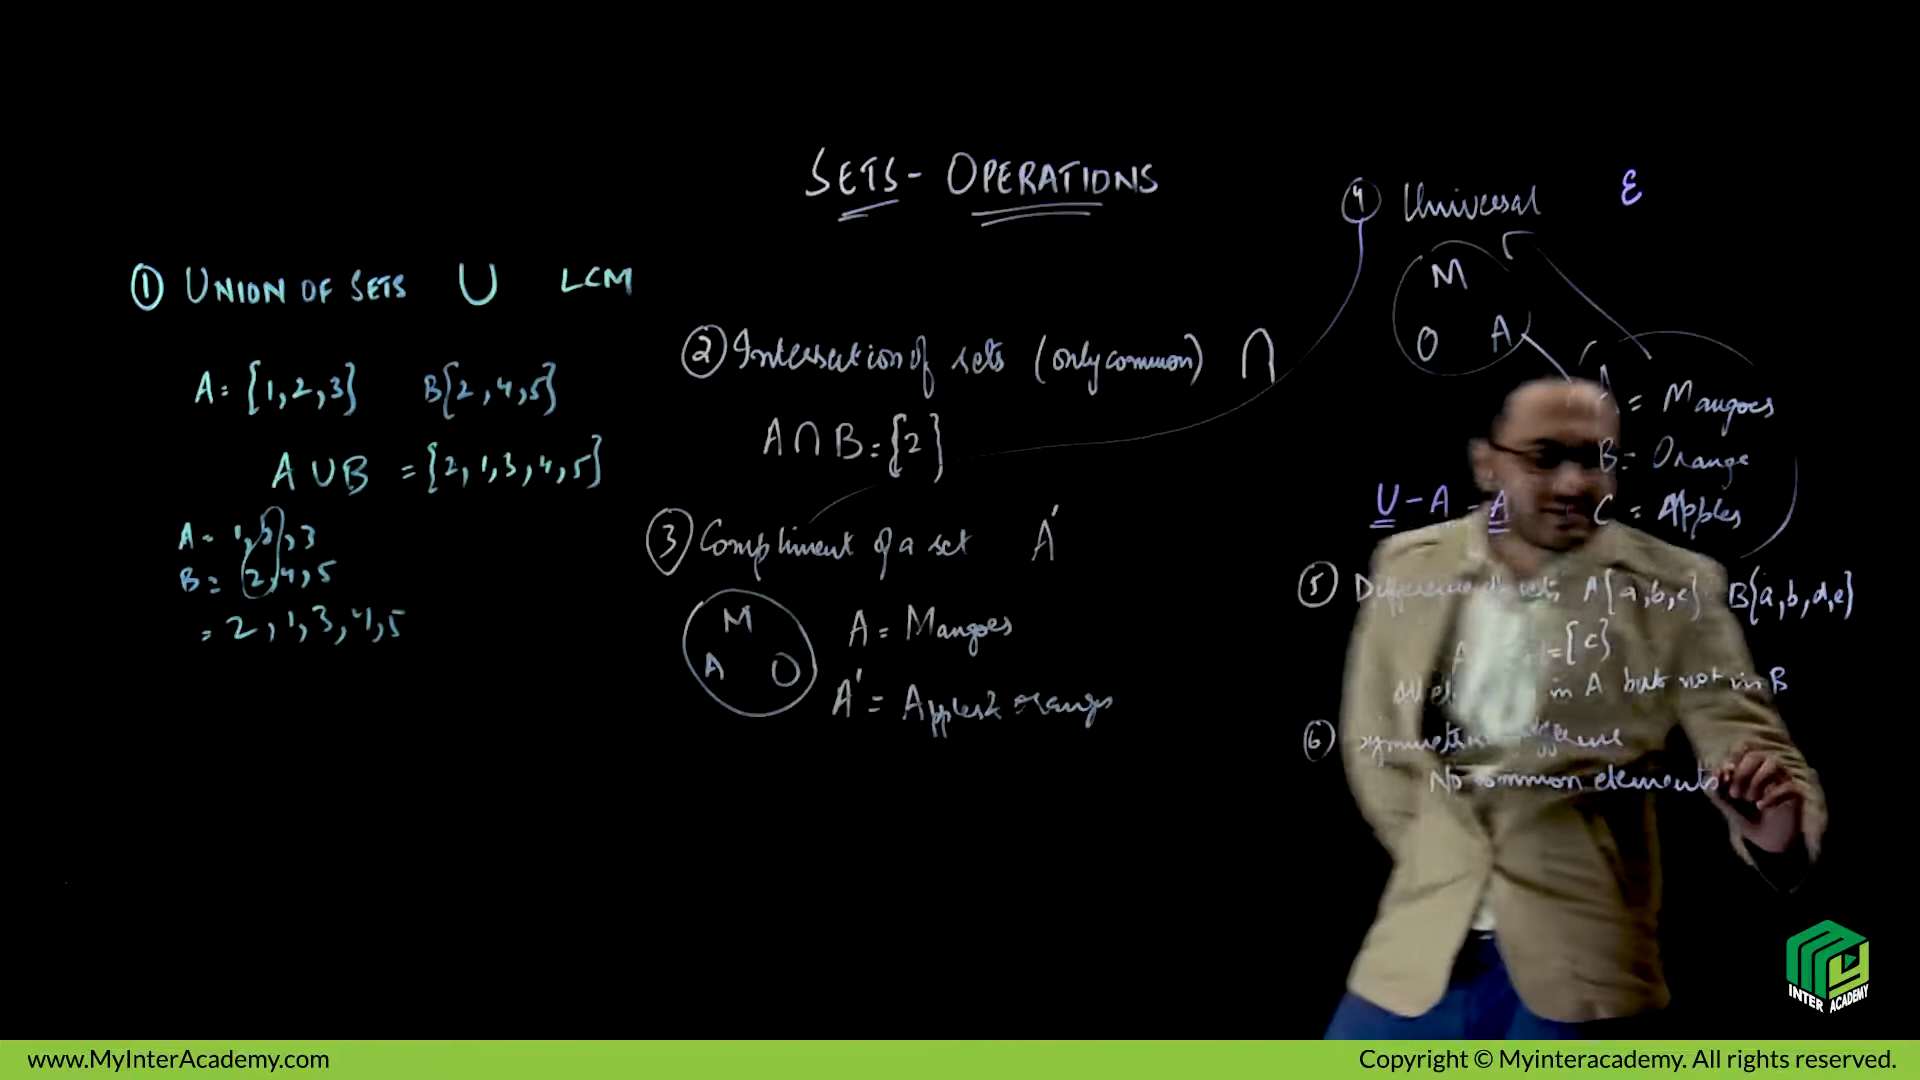 SETS - OPERATIONS
① UNION OF SETS U LCM
A = {1,2,3} B{2,4,5}
A U B = {2,1,3,4,5}
A = 1, ,3
B = 2,4,5
= 2,1,3,4,5
② of sets (only common) ∩
A ∩ B = {2}
③ Compliment of a set A'
M
A O
A = Mangoes
A' = Apples & oranges
④ Universal ε
M
O A
A = Mangoes
B = Orange
C = Apples
U - A - A
⑤ Difference of sets A{a,b,c} B{a,b,d,e}
A = {c}
in A but not in B
⑥
No common elements
INTER ACADEMY
www.MyInterAcademy.com
Copyright © Myinteracademy. All rights reserved.